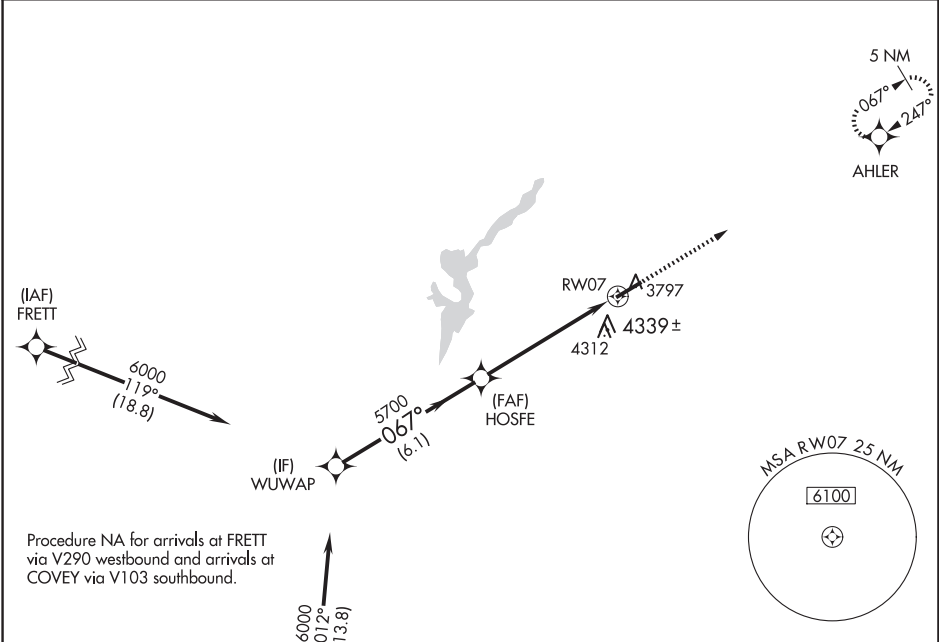 5 NM
067°
247°
AHLER
RW07
3797
4339±
4312
(IAF)
FRETT
6000
119°
(18.8)
5700
067°
(6.1)
(FAF)
HOSFE
(IF)
WUWAP
MSA RW07 25 NM
6100
Procedure NA for arrivals at FRETT
via V290 westbound and arrivals at
COVEY via V103 southbound.
6000
012°
13.8)